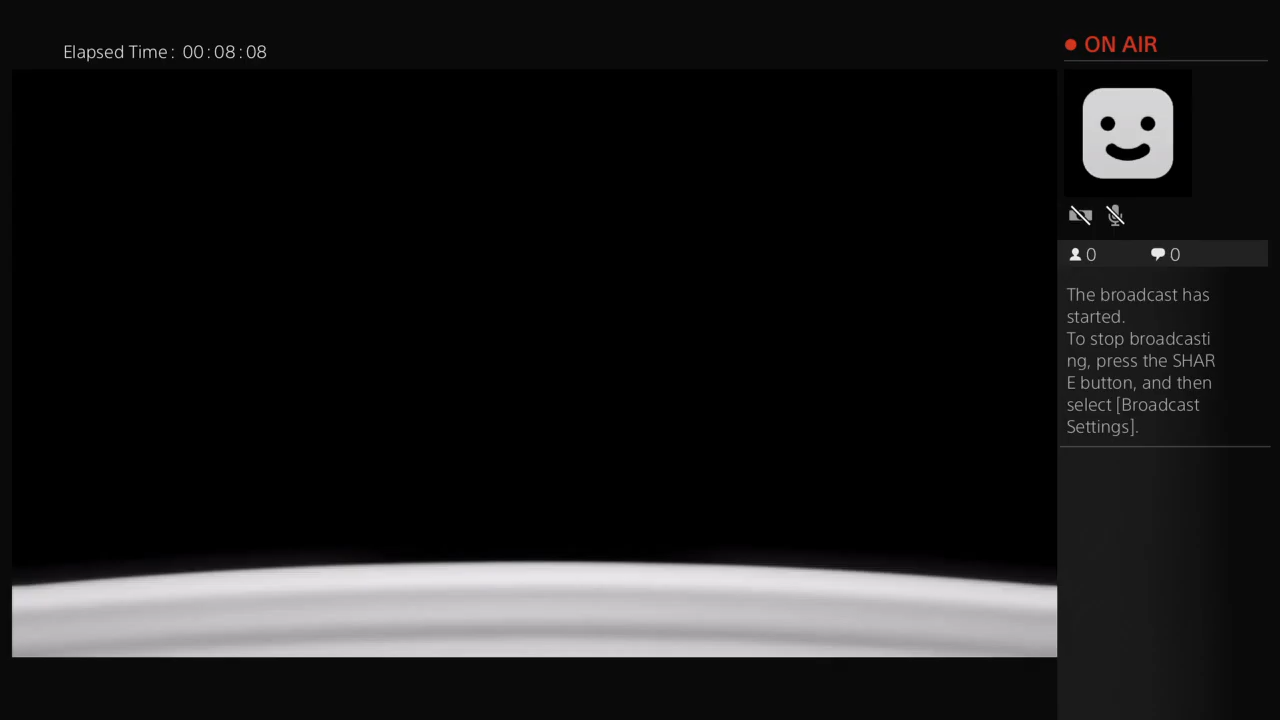 Elapsed Time: 00:08:08
ON AIR
0 0
The broadcast has
started.
To stop broadcasti
ng, press the SHAR
E button, and then
select [Broadcast
Settings].